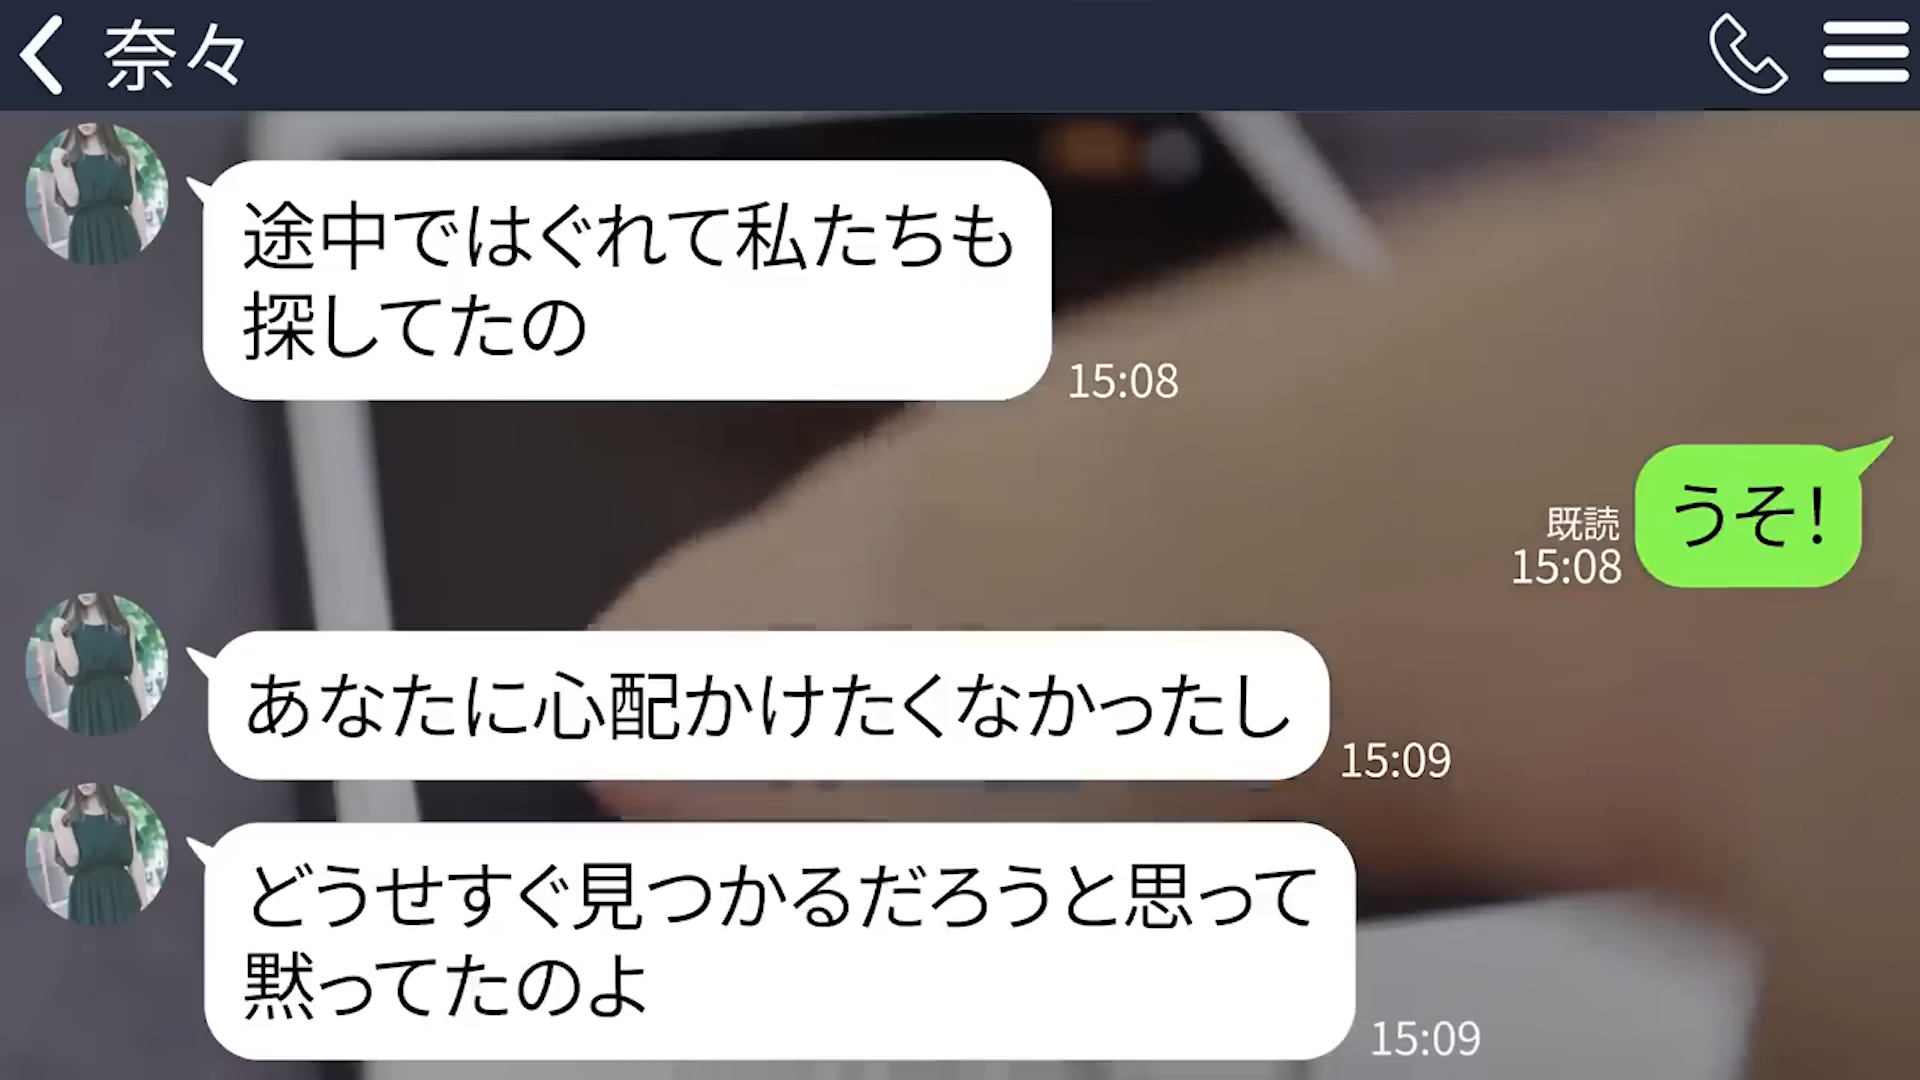 奈々
途中ではぐれて私たちも
探してたの
15:08
うそ!
既読
15:08
あなたに心配かけたくなかったし
15:09
どうせすぐ見つかるだろうと思って
黙ってたのよ
15:09